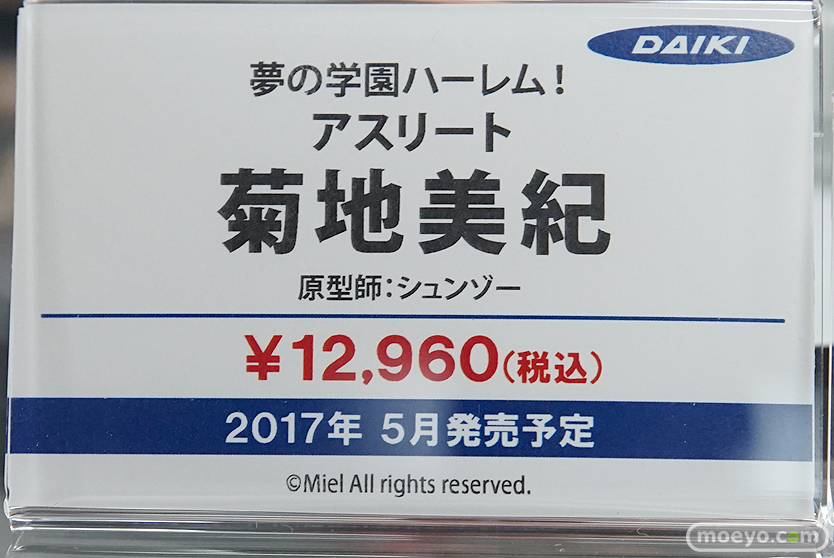 DAIKI
夢の学園ハーレム！
アスリート
菊地美紀
原型師：シュンゾー
￥12,960（税込）
2017年 5月発売予定
©Miel All rights reserved.
moeyo.com